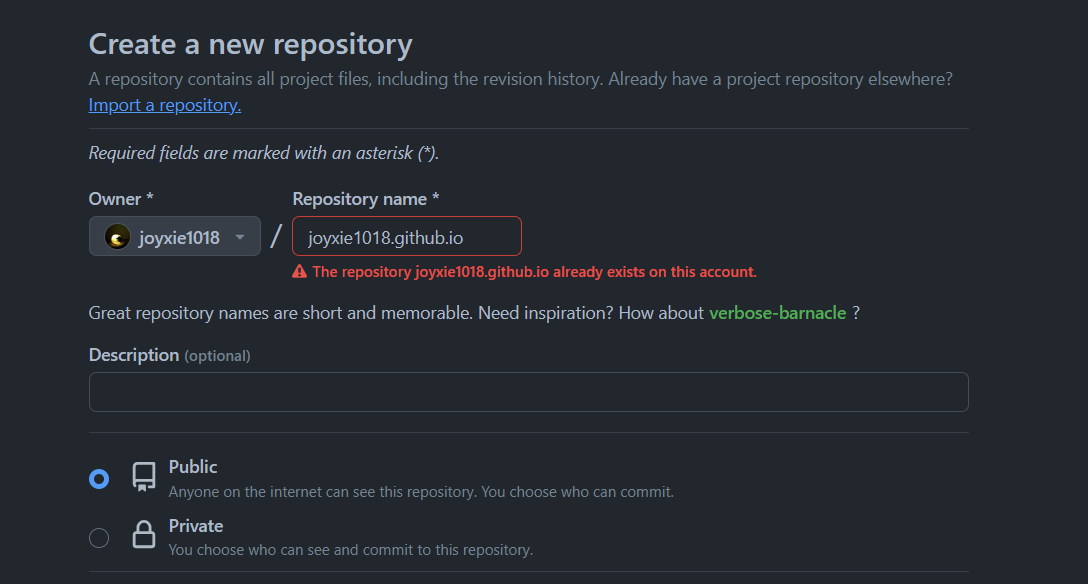 Create a new repository
A repository contains all project files, including the revision history. Already have a project repository elsewhere?
Import a repository.
Required fields are marked with an asterisk (*).
Owner *
Repository name *
joyxie1018
/
joyxie1018.github.io
The repository joyxie1018.github.io already exists on this account.
Great repository names are short and memorable. Need inspiration? How about verbose-barnacle ?
Description (optional)
Public
Anyone on the internet can see this repository. You choose who can commit.
Private
You choose who can see and commit to this repository.